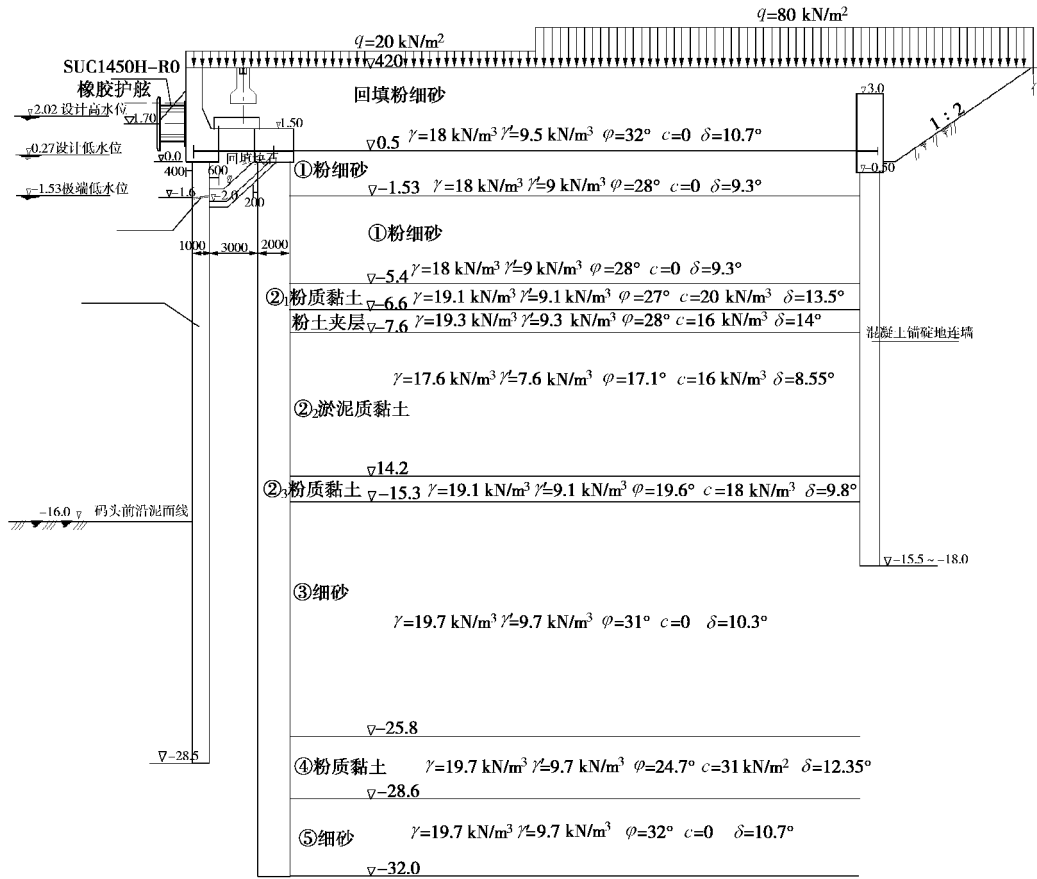 q=80 kN/m²
q=20 kN/m²
▽420
SUC1450H-R0
橡胶护舷
回填粉细砂
▽3.0
▽2.02 设计高水位
▽1.70
▽1.50
1：2
γ=18 kN/m³ γ'=9.5 kN/m³ φ=32° c=0 δ=10.7°
▽0.5
▽0.27设计低水位
▽0.0
回填块石
▽-0.50
400
600
①粉细砂
▽-1.53 γ=18 kN/m³ γ'=9 kN/m³ φ=28° c=0 δ=9.3°
▽-1.53极端低水位
▽-1.6
▽-2.0
200
①粉细砂
1000
3000
2000
▽-5.4 γ=18 kN/m³ γ'=9 kN/m³ φ=28° c=0 δ=9.3°
②₁粉质黏土 ▽-6.6 γ=19.1 kN/m³ γ'=9.1 kN/m³ φ=27° c=20 kN/m³ δ=13.5°
粉土夹层 ▽-7.6 γ=19.3 kN/m³ γ'=9.3 kN/m³ φ=28° c=16 kN/m³ δ=14°
混凝土锚碇地连墙
γ=17.6 kN/m³ γ'=7.6 kN/m³ φ=17.1° c=16 kN/m³ δ=8.55°
②₂淤泥质黏土
▽14.2
②₃粉质黏土 ▽-15.3 γ=19.1 kN/m³ γ'=9.1 kN/m³ φ=19.6° c=18 kN/m³ δ=9.8°
-16.0 ▽ 码头前沿泥面线
▽-15.5～-18.0
③细砂
γ=19.7 kN/m³ γ'=9.7 kN/m³ φ=31° c=0 δ=10.3°
▽-25.8
▽-28.5
④粉质黏土 γ=19.7 kN/m³ γ'=9.7 kN/m³ φ=24.7° c=31 kN/m² δ=12.35°
▽-28.6
⑤细砂 γ=19.7 kN/m³ γ'=9.7 kN/m³ φ=32° c=0 δ=10.7°
▽-32.0